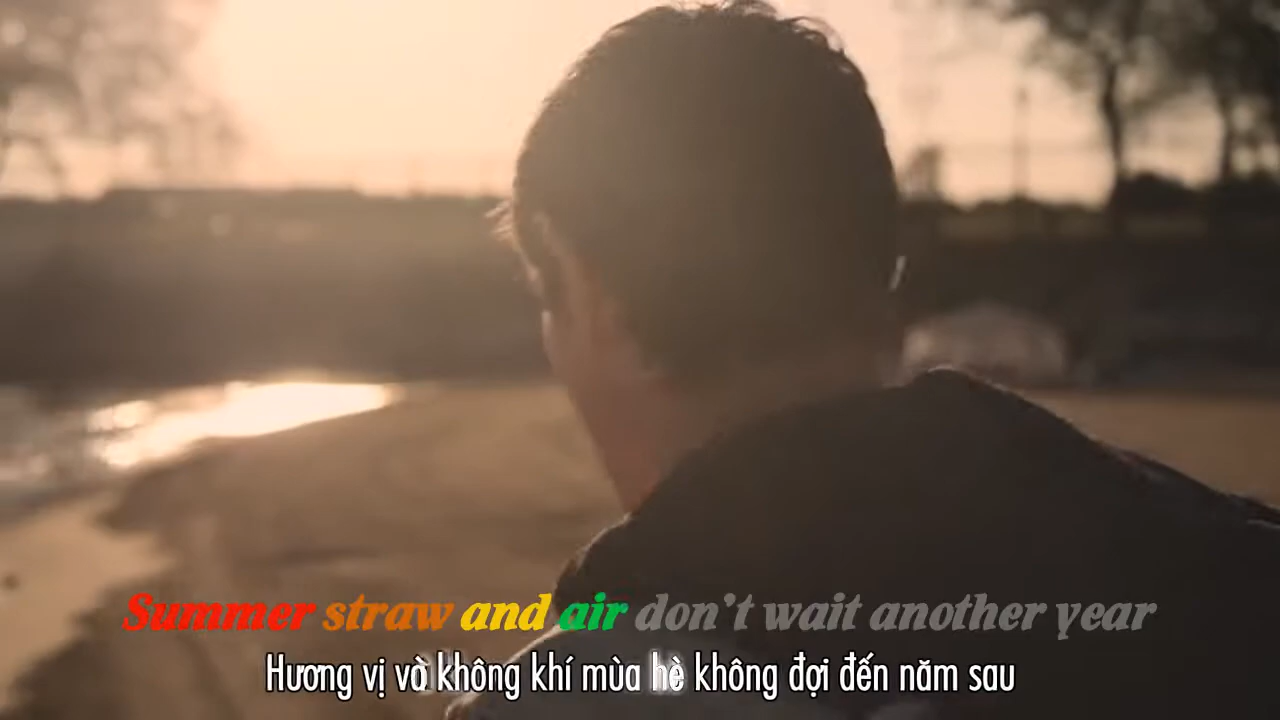 Summer straw and air don't wait another year
Hương vị và không khí mùa hè không đợi đến năm sau